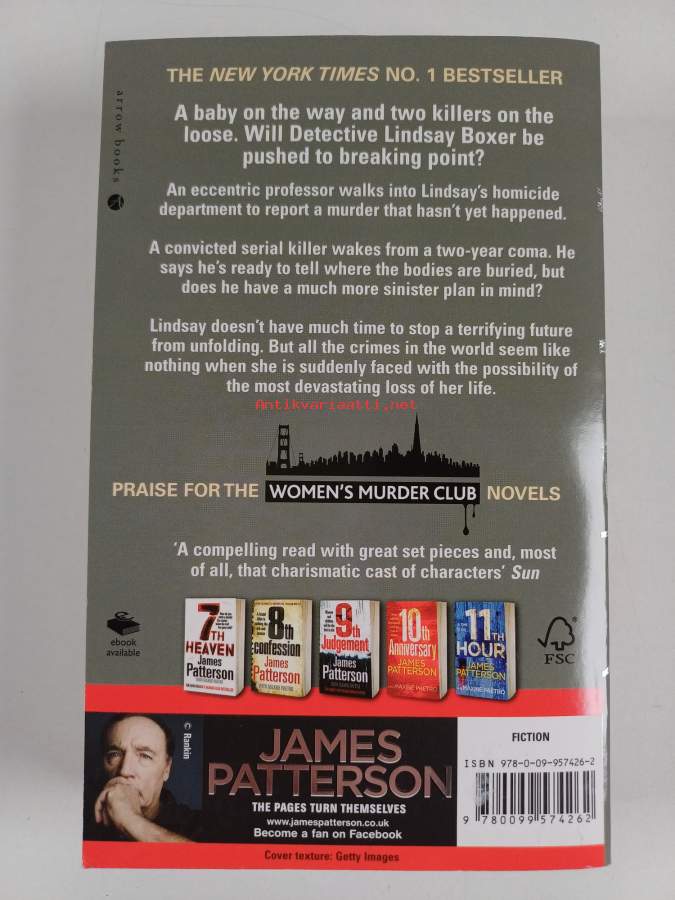 THE NEW YORK TIMES NO. 1 BESTSELLER
arrow books
A baby on the way and two killers on the
loose. Will Detective Lindsay Boxer be
pushed to breaking point?
An eccentric professor walks into Lindsay's homicide
department to report a murder that hasn't yet happened.
A convicted serial killer wakes from a two-year coma. He
says he's ready to tell where the bodies are buried, but
does he have a much more sinister plan in mind?
Lindsay doesn't have much time to stop a terrifying future
from unfolding. But all the crimes in the world seem like
nothing when she is suddenly faced with the possibility of
the most devastating loss of her life.
Antikvariaatti.net
PRAISE FOR THE WOMEN'S MURDER CLUB NOVELS
'A compelling read with great set pieces and, most
of all, that charismatic cast of characters' Sun
ebook
available
7TH
HEAVEN
James
Patterson
8th
confession
James
Patterson
9th
Judgement
James
Patterson
10th
Anniversary
JAMES
PATTERSON
MAXINE PAETRO
11TH
HOUR
JAMES
PATTERSON
MAXINE PAETRO
FSC
© Rankin
JAMES
PATTERSON
THE PAGES TURN THEMSELVES
www.jamespatterson.co.uk
Become a fan on Facebook
FICTION
ISBN 978-0-09-957426-2
9 780099 574262
Cover texture: Getty Images